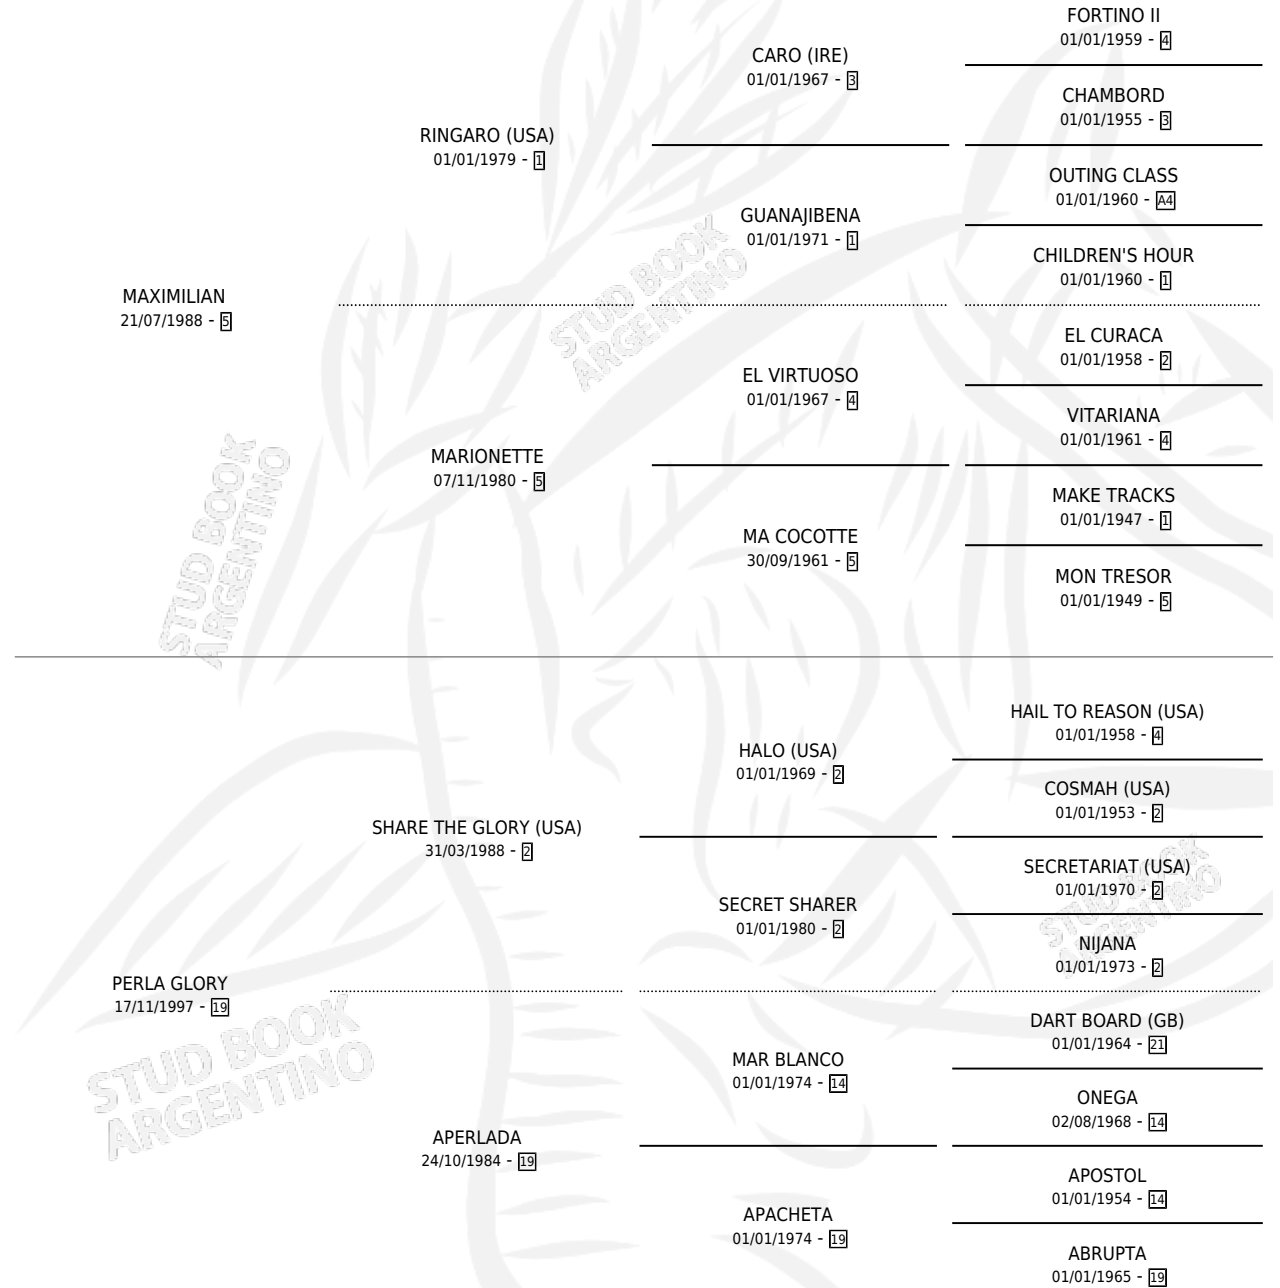 FORTINO II
01/01/1959 - 4
CARO (IRE)
01/01/1967 - 3
CHAMBORD
01/01/1955 - 3
RINGARO (USA)
01/01/1979 - 1
OUTING CLASS
01/01/1960 - A4
GUANAJIBENA
01/01/1971 - 1
CHILDREN'S HOUR
01/01/1960 - 1
MAXIMILIAN
21/07/1988 - 5
STUD BOOK
ARGENTINO
EL CURACA
01/01/1958 - 2
EL VIRTUOSO
01/01/1967 - 4
VITARIANA
01/01/1961 - 4
MARIONETTE
07/11/1980 - 5
MAKE TRACKS
01/01/1947 - 1
MA COCOTTE
30/09/1961 - 5
MON TRESOR
01/01/1949 - 5
STUD BOOK
ARGENTINO
HAIL TO REASON (USA)
01/01/1958 - 4
HALO (USA)
01/01/1969 - 2
COSMAH (USA)
01/01/1953 - 2
SHARE THE GLORY (USA)
31/03/1988 - 2
SECRETARIAT (USA)
01/01/1970 - 2
SECRET SHARER
01/01/1980 - 2
NIJANA
01/01/1973 - 2
STUD BOOK
ARGENTINO
PERLA GLORY
17/11/1997 - 19
STUD BOOK
ARGENTINO
DART BOARD (GB)
01/01/1964 - 21
MAR BLANCO
01/01/1974 - 14
ONEGA
02/08/1968 - 14
APERLADA
24/10/1984 - 19
APOSTOL
01/01/1954 - 14
APACHETA
01/01/1974 - 19
ABRUPTA
01/01/1965 - 19